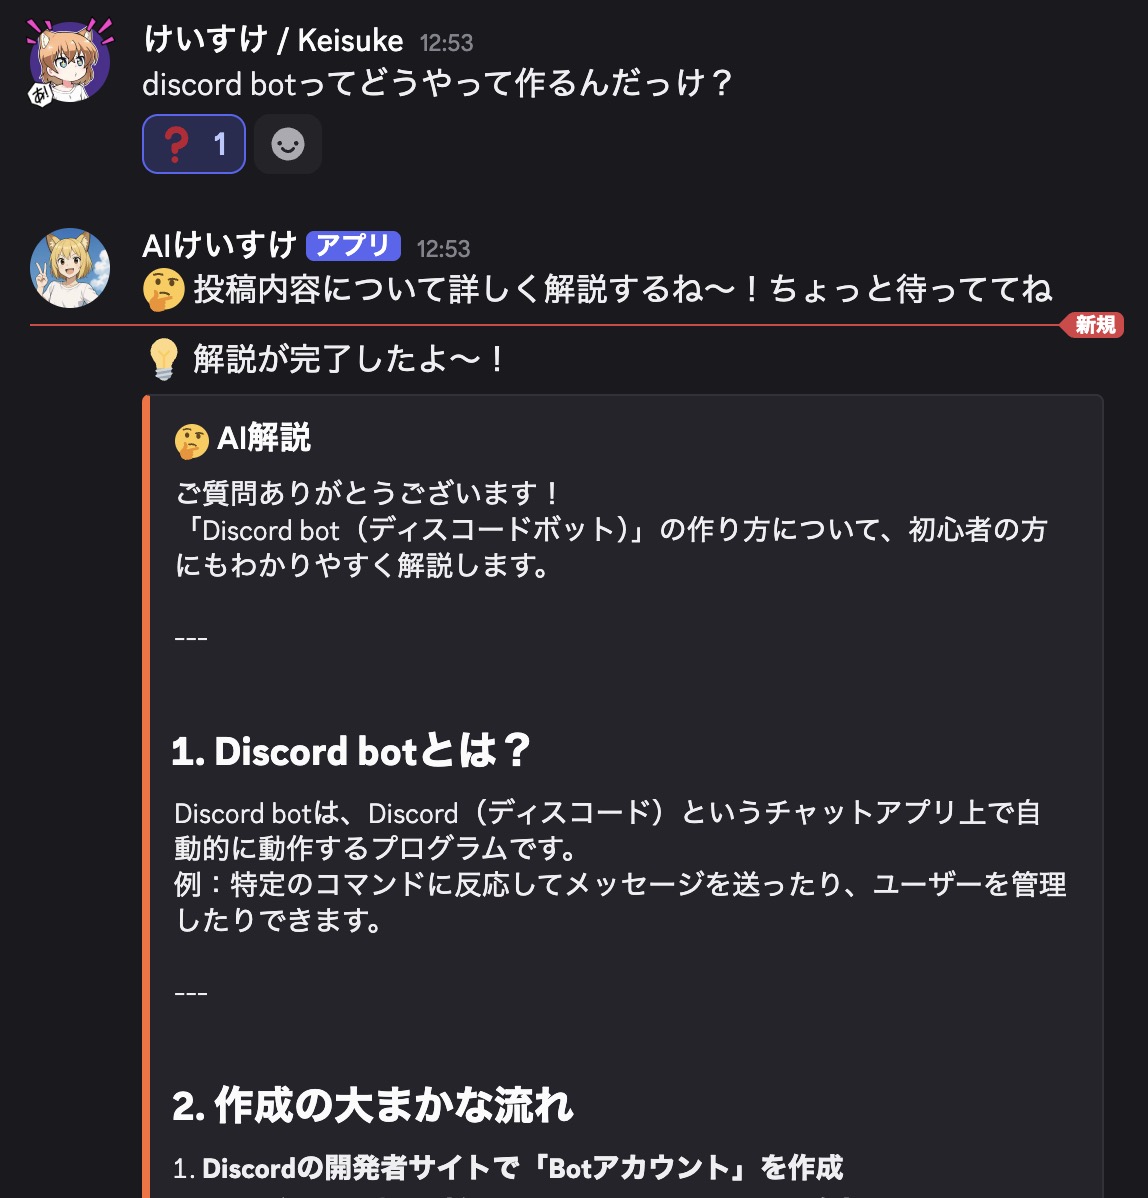 けいすけ / Keisuke 12:53
discord botってどうやって作るんだっけ？
❓ 1
あ!
AIけいすけ アプリ 12:53
🤔 投稿内容について詳しく解説するね〜！ちょっと待っててね
新規
💡 解説が完了したよ〜！
🤔 AI解説
ご質問ありがとうございます！
「Discord bot（ディスコードボット）」の作り方について、初心者の方
にもわかりやすく解説します。
---
1. Discord botとは？
Discord botは、Discord（ディスコード）というチャットアプリ上で自
動的に動作するプログラムです。
例：特定のコマンドに反応してメッセージを送ったり、ユーザーを管理
したりできます。
---
2. 作成の大まかな流れ
1. Discordの開発者サイトで「Botアカウント」を作成